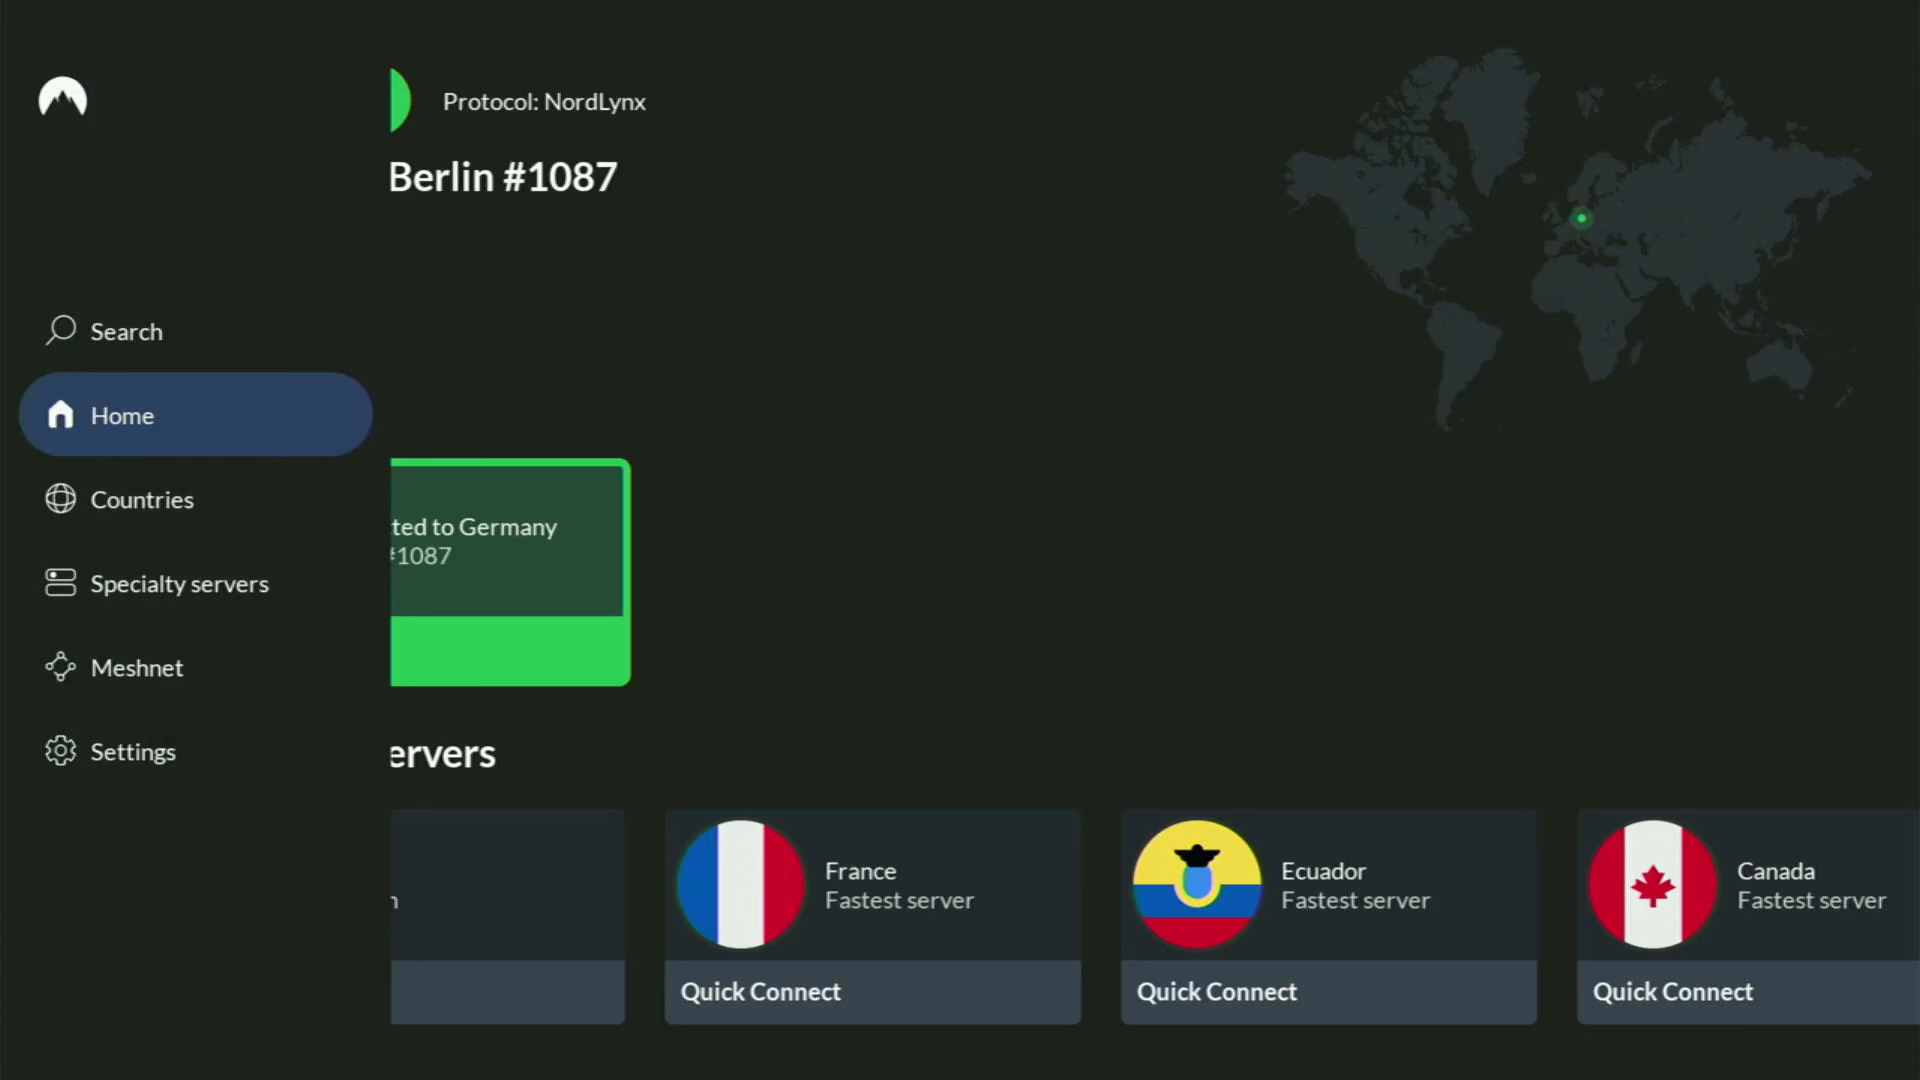 Protocol: NordLynx
Berlin #1087
Search
Home
Countries
Specialty servers
Meshnet
Settings
ted to Germany
#1087
ervers
France
Fastest server
Quick Connect
Ecuador
Fastest server
Quick Connect
Canada
Fastest server
Quick Connect